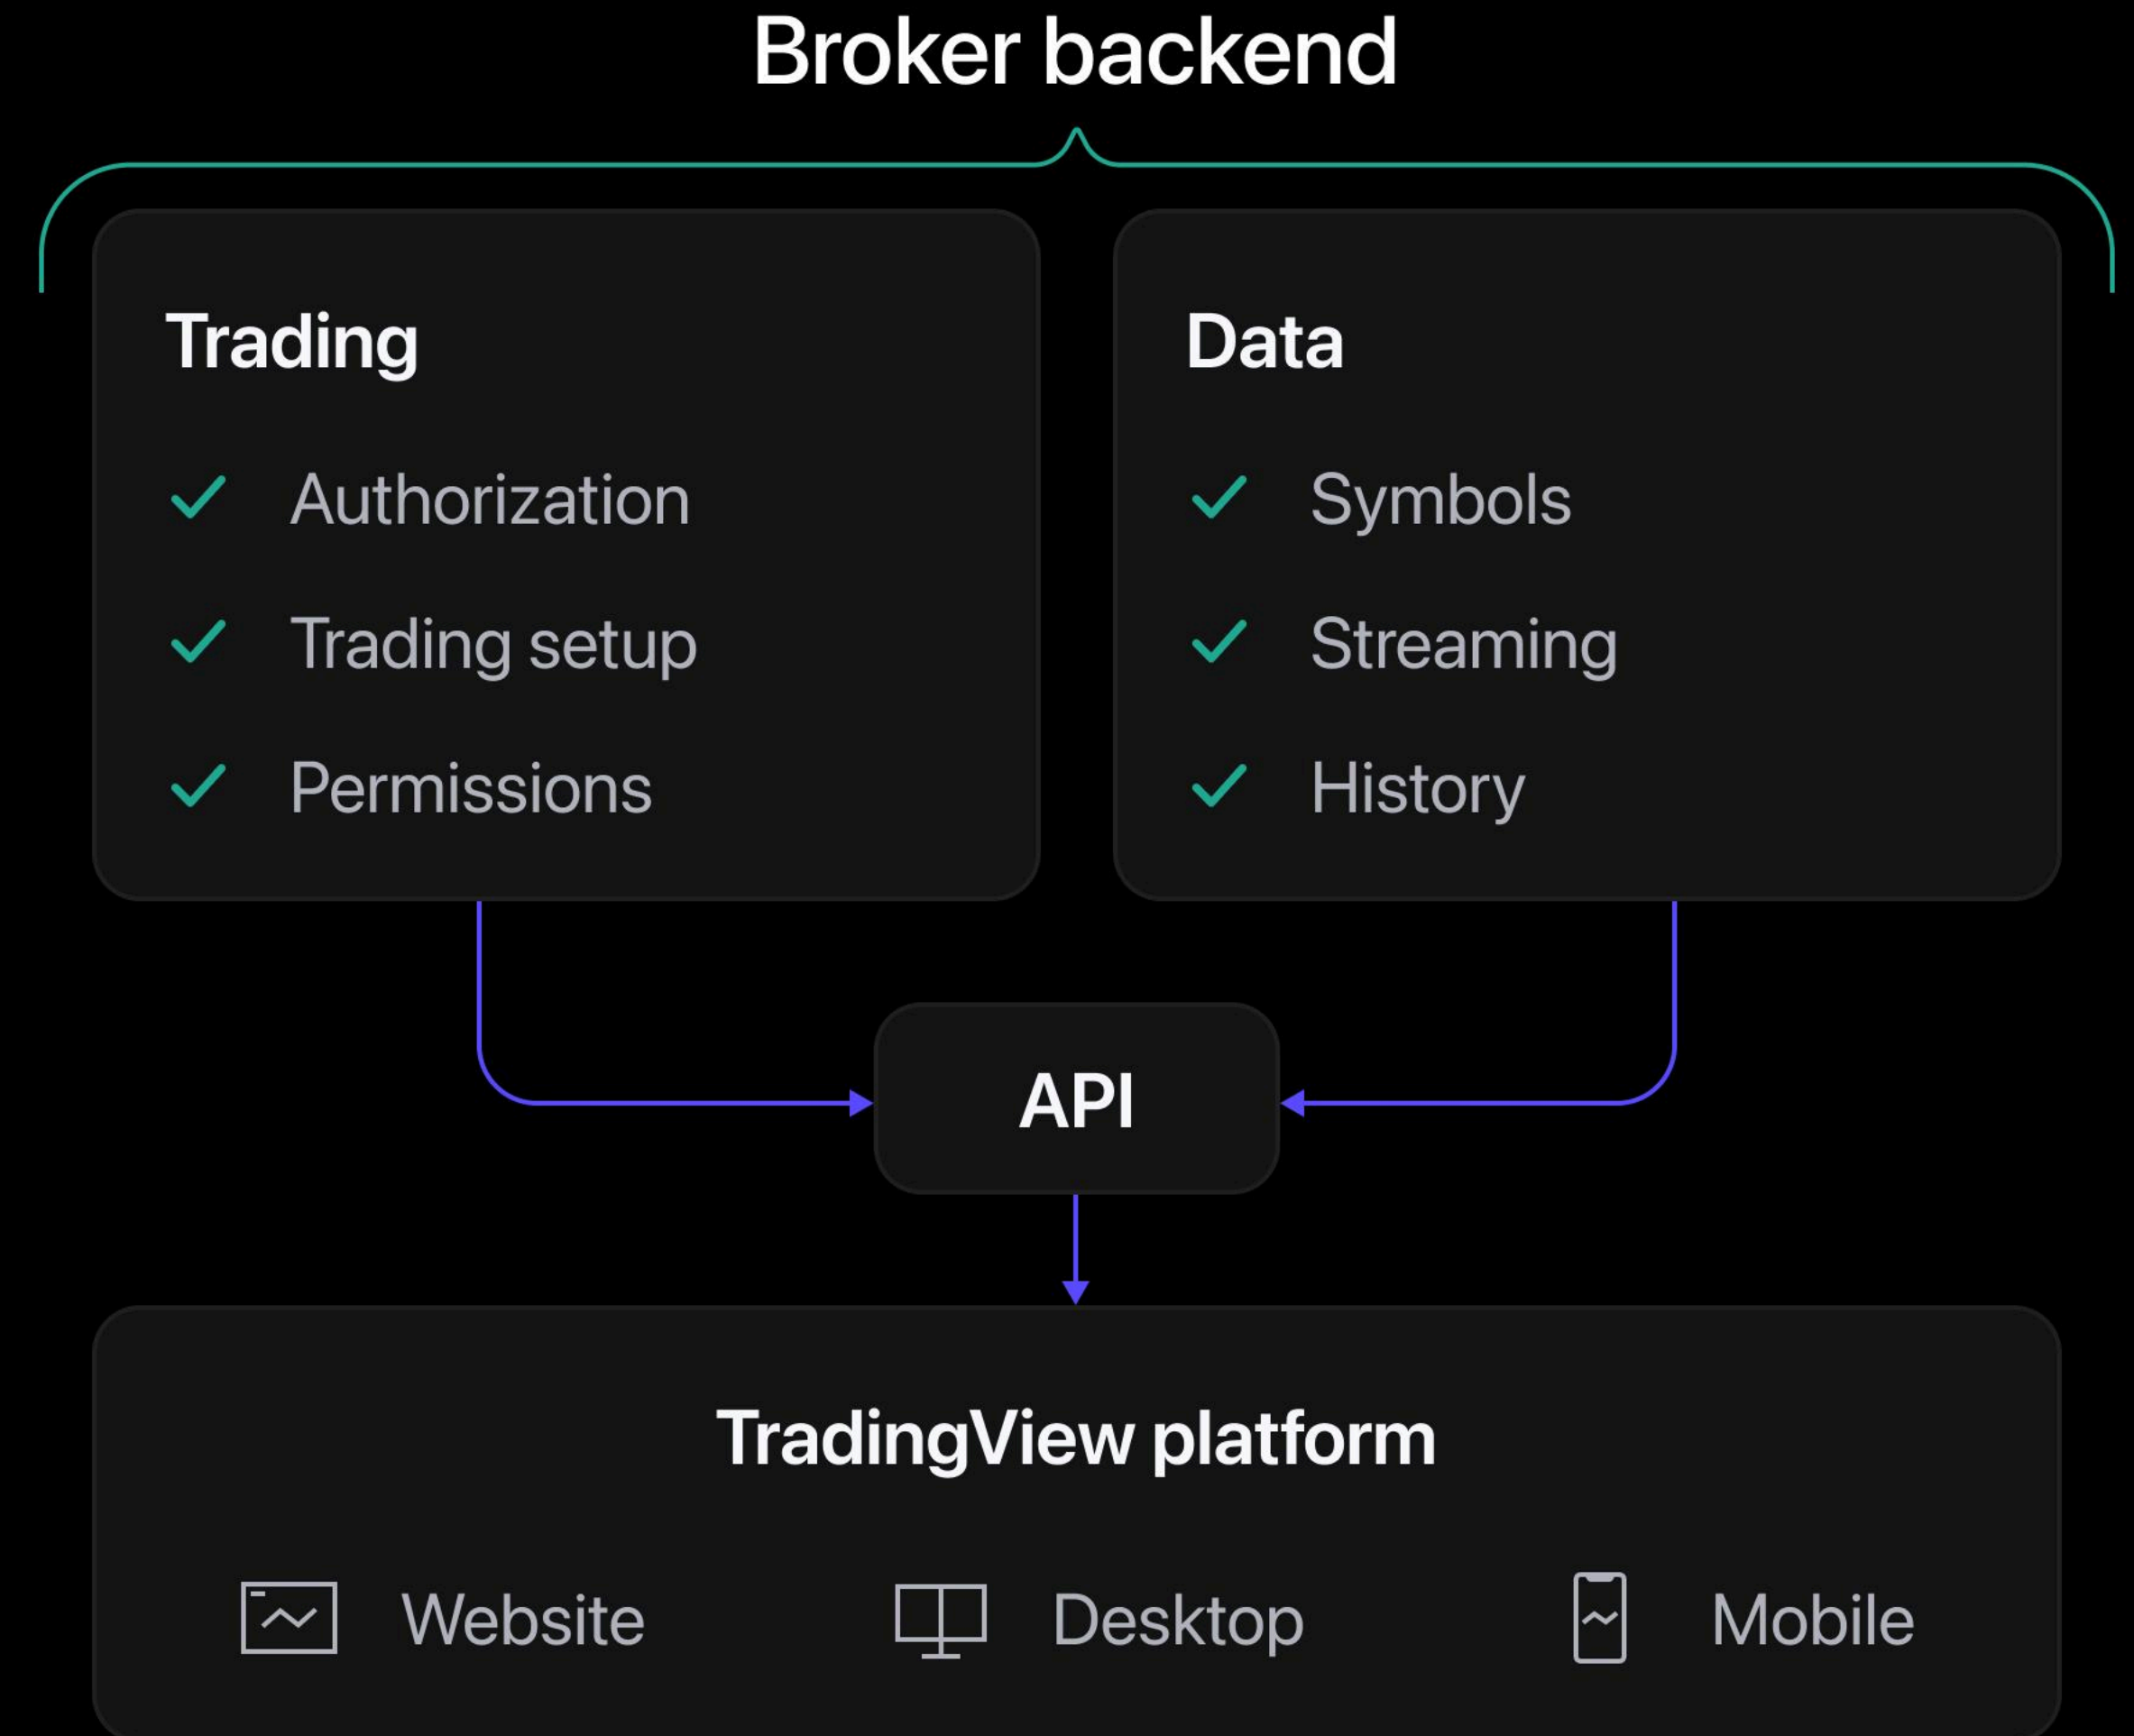 Broker backend
Trading
Authorization
Trading setup
Permissions
Data
Symbols
Streaming
History
API
TradingView platform
Website
Desktop
Mobile